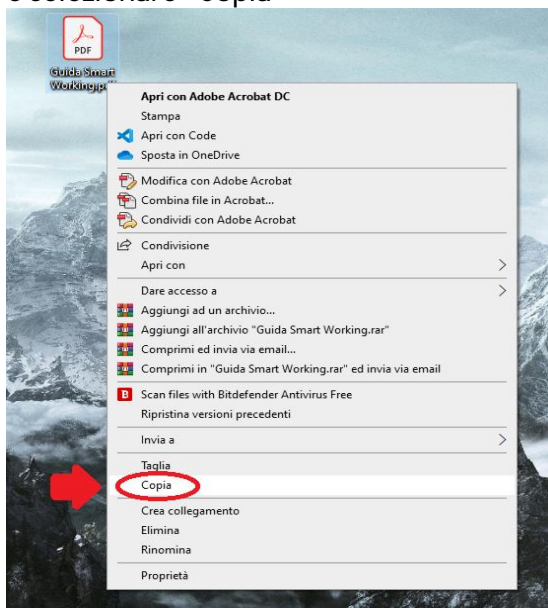 PDF
Guida Smart
Working.pdf
Apri con Adobe Acrobat DC
Stampa
Apri con Code
Sposta in OneDrive
Modifica con Adobe Acrobat
Combina file in Acrobat...
Condividi con Adobe Acrobat
Condivisione
Apri con
Dare accesso a
Aggiungi ad un archivio...
Aggiungi all'archivio "Guida Smart Working.rar"
Comprimi ed invia via email...
Comprimi in "Guida Smart Working.rar" ed invia via email
B Scan files with Bitdefender Antivirus Free
Ripristina versioni precedenti
Invia a
Taglia
Copia
Crea collegamento
Elimina
Rinomina
Proprietà